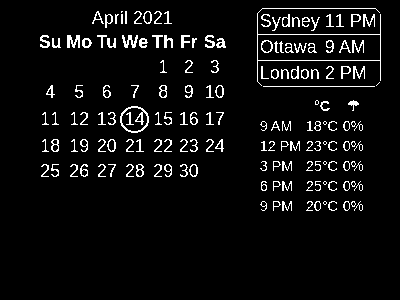 April 2021
Su Mo Tu We Th Fr Sa
1 2 3
4 5 6 7 8 9 10
11 12 13 14 15 16 17
18 19 20 21 22 23 24
25 26 27 28 29 30
Sydney 11 PM
Ottawa 9 AM
London 2 PM
°C
9 AM 18°C 0%
12 PM 23°C 0%
3 PM 25°C 0%
6 PM 25°C 0%
9 PM 20°C 0%